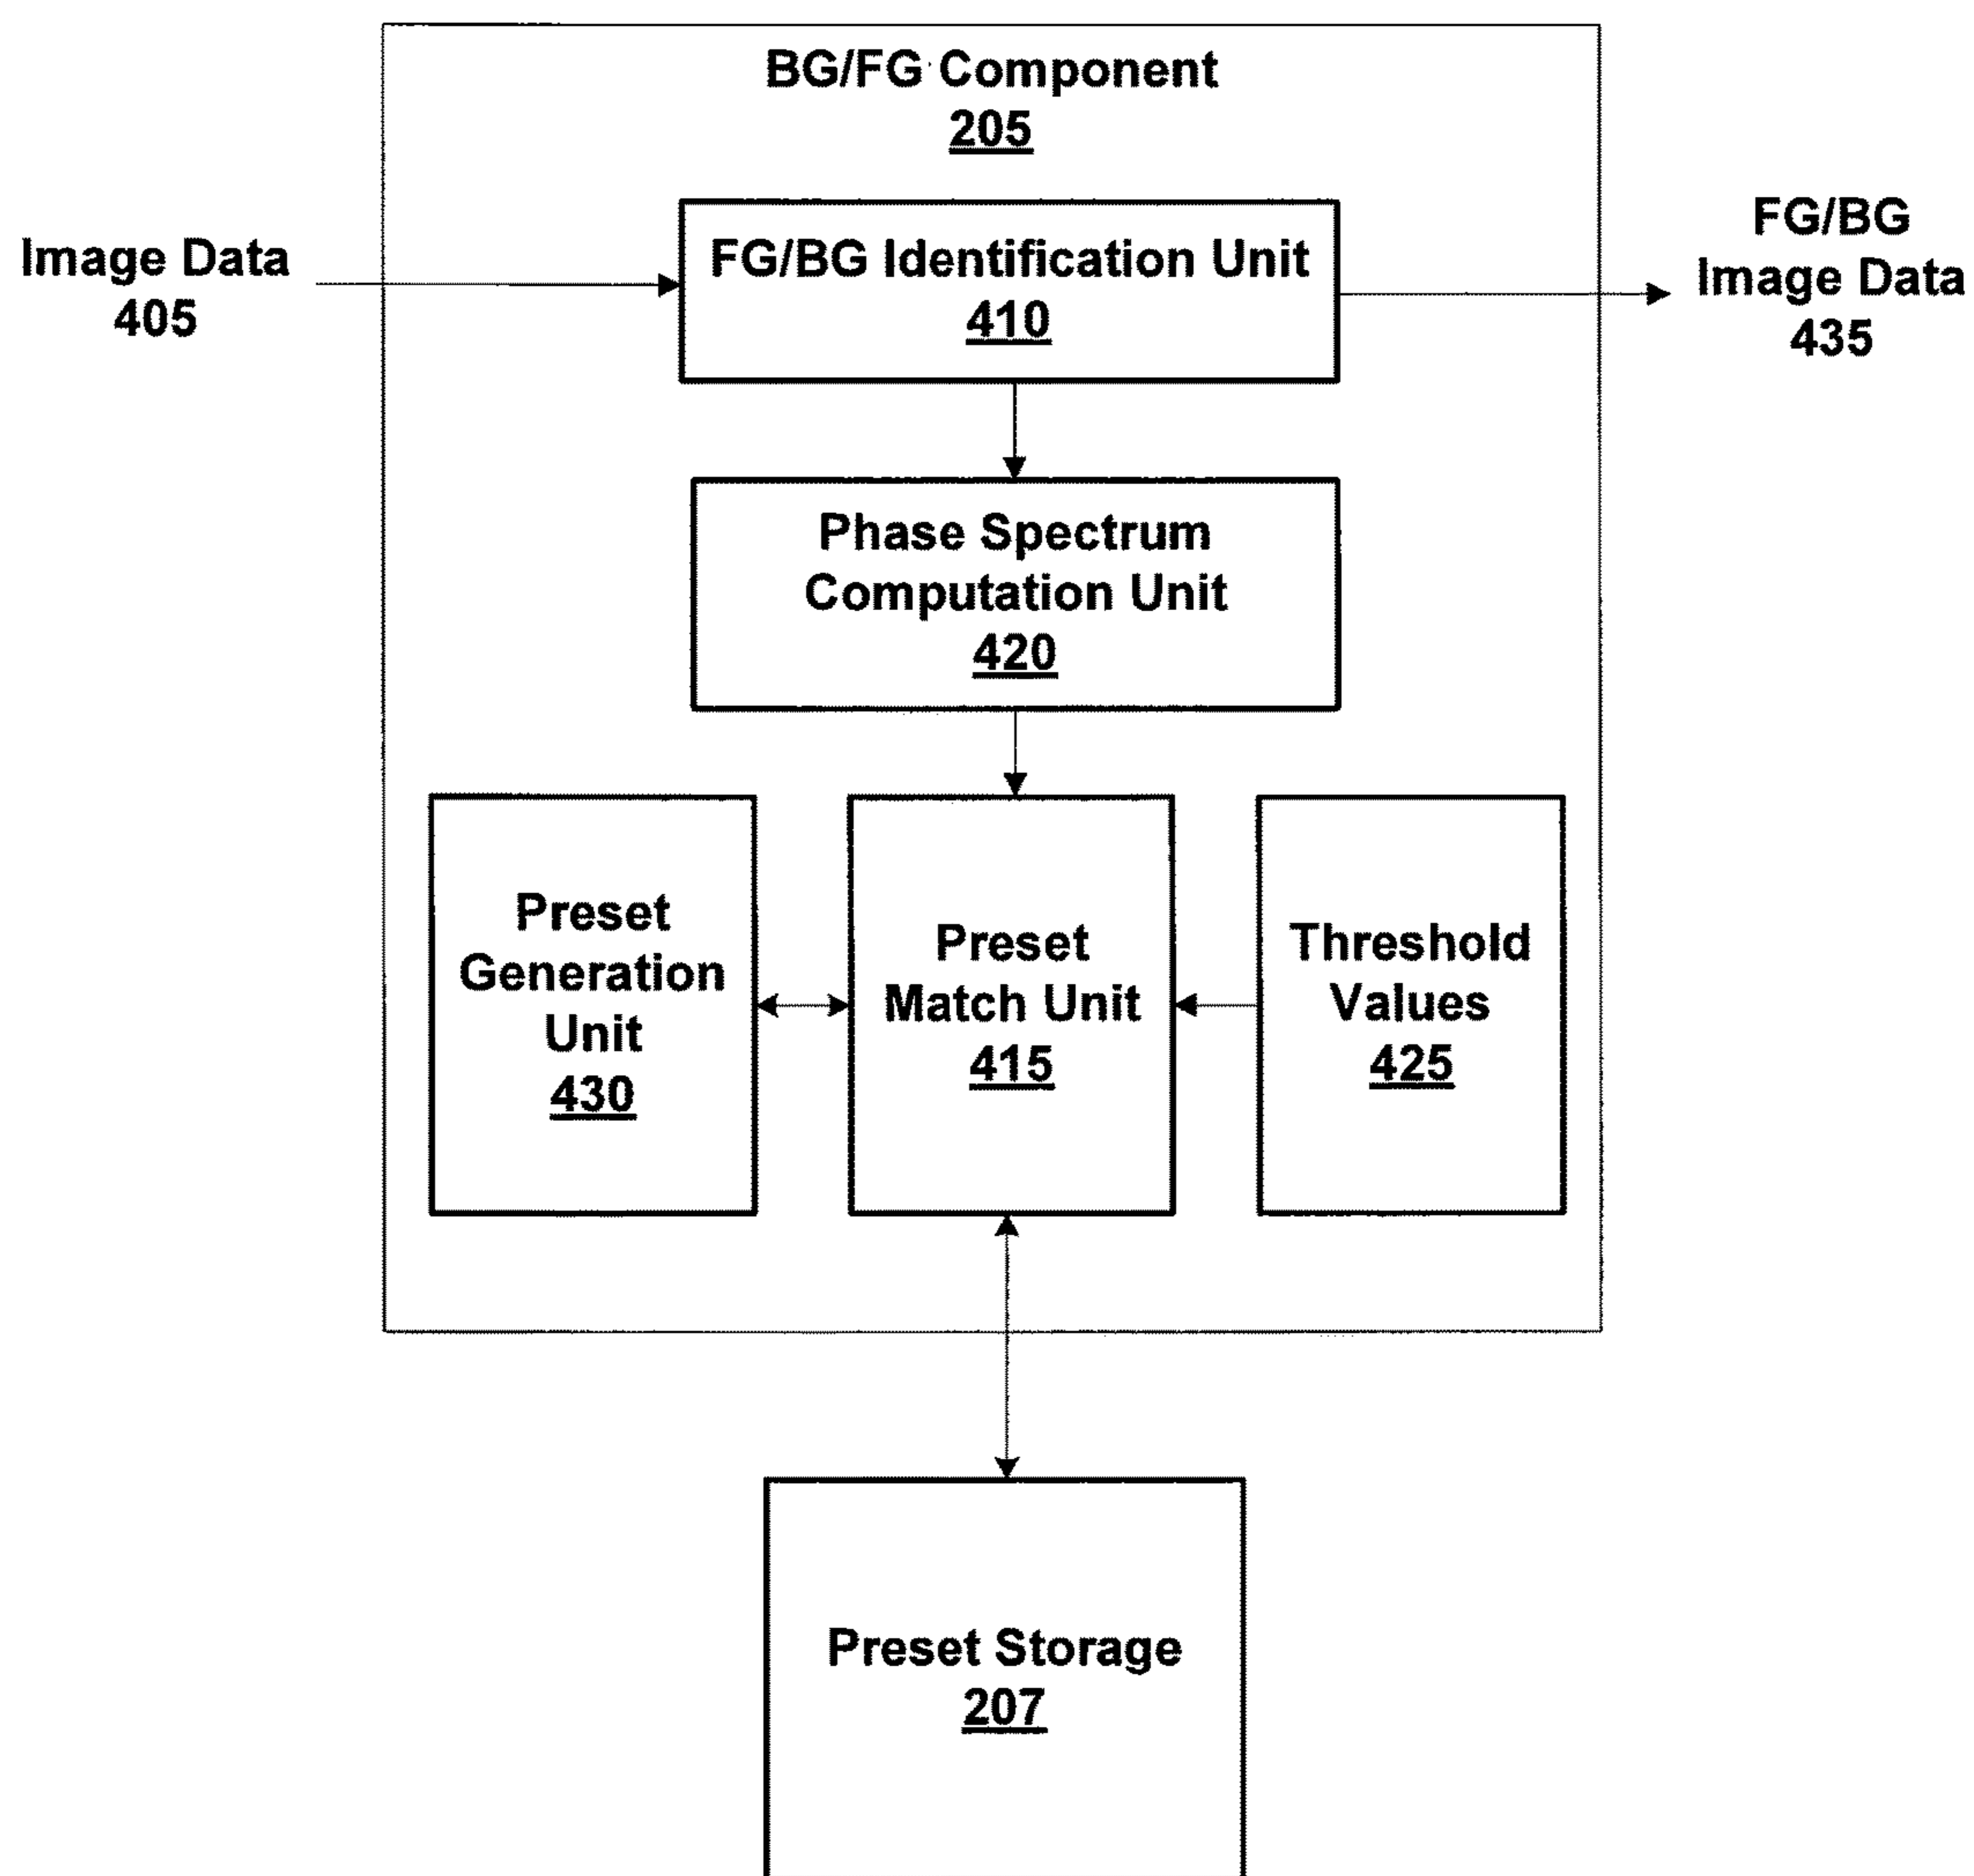 BG/FG Component
205
Image Data
405
FG/BG Identification Unit
410
FG/BG
Image Data
435
Phase Spectrum
Computation Unit
420
Preset
Generation
Unit
430
Preset
Match Unit
415
Threshold
Values
425
Preset Storage
207